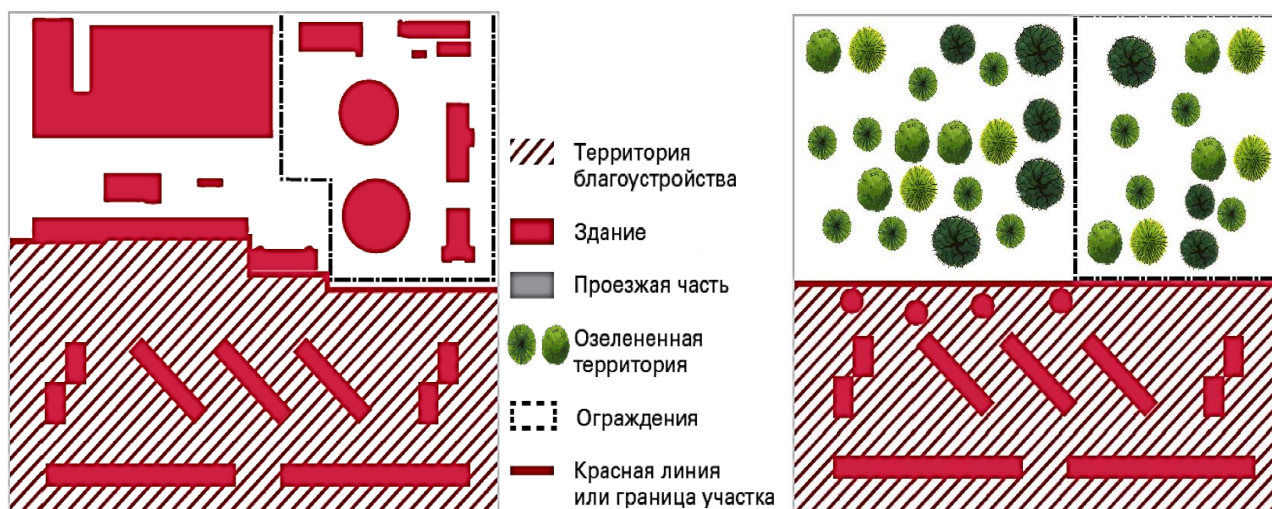 Территория
благоустройства
Здание
Проезжая часть
Озелененная
территория
Ограждения
Красная линия
или граница участка